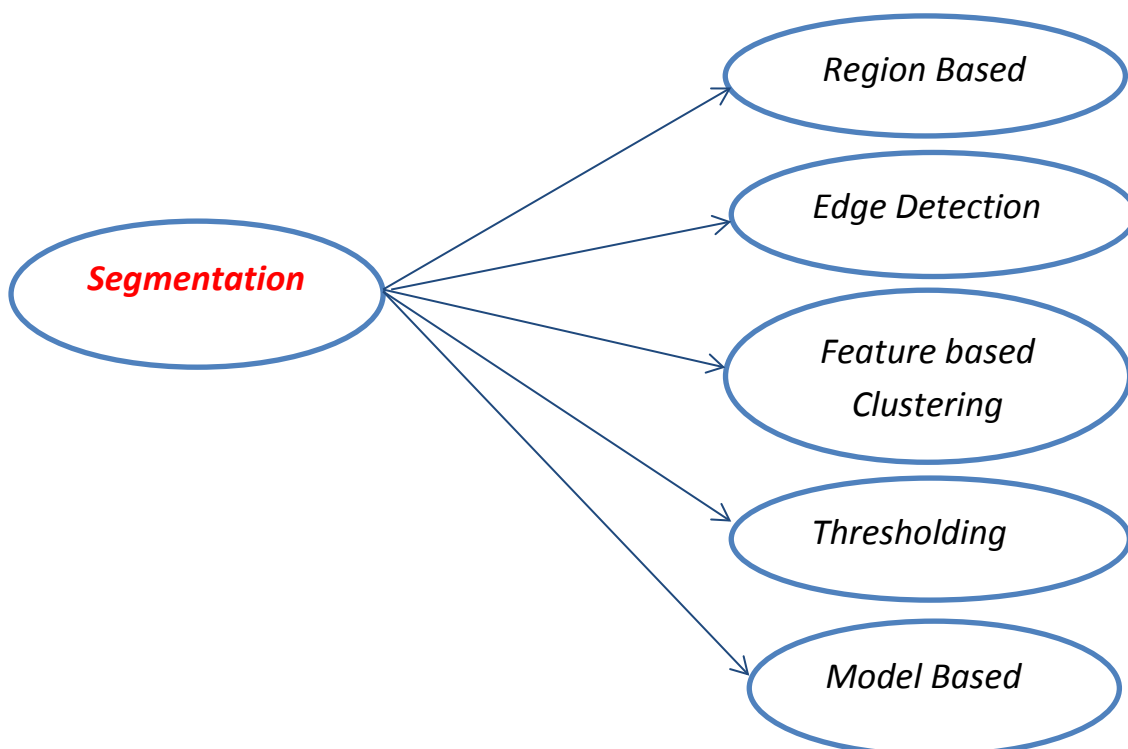 Region Based
Edge Detection
Segmentation
Feature based
Clustering
Thresholding
Model Based